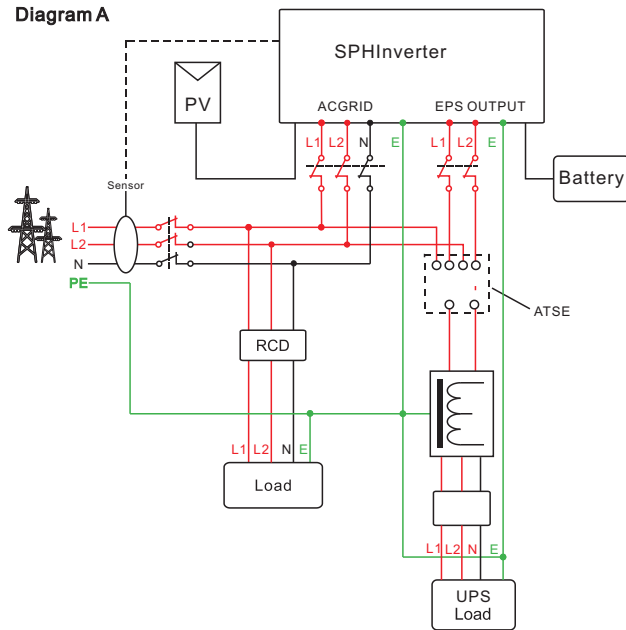 Diagram A
SPHInverter
PV
ACGRID
EPS OUTPUT
L1 L2 N E
L1 L2 E
Battery
Sensor
L1
L2
N
PE
ATSE
RCD
L1 L2 N E
Load
L1 L2 N E
UPS
Load